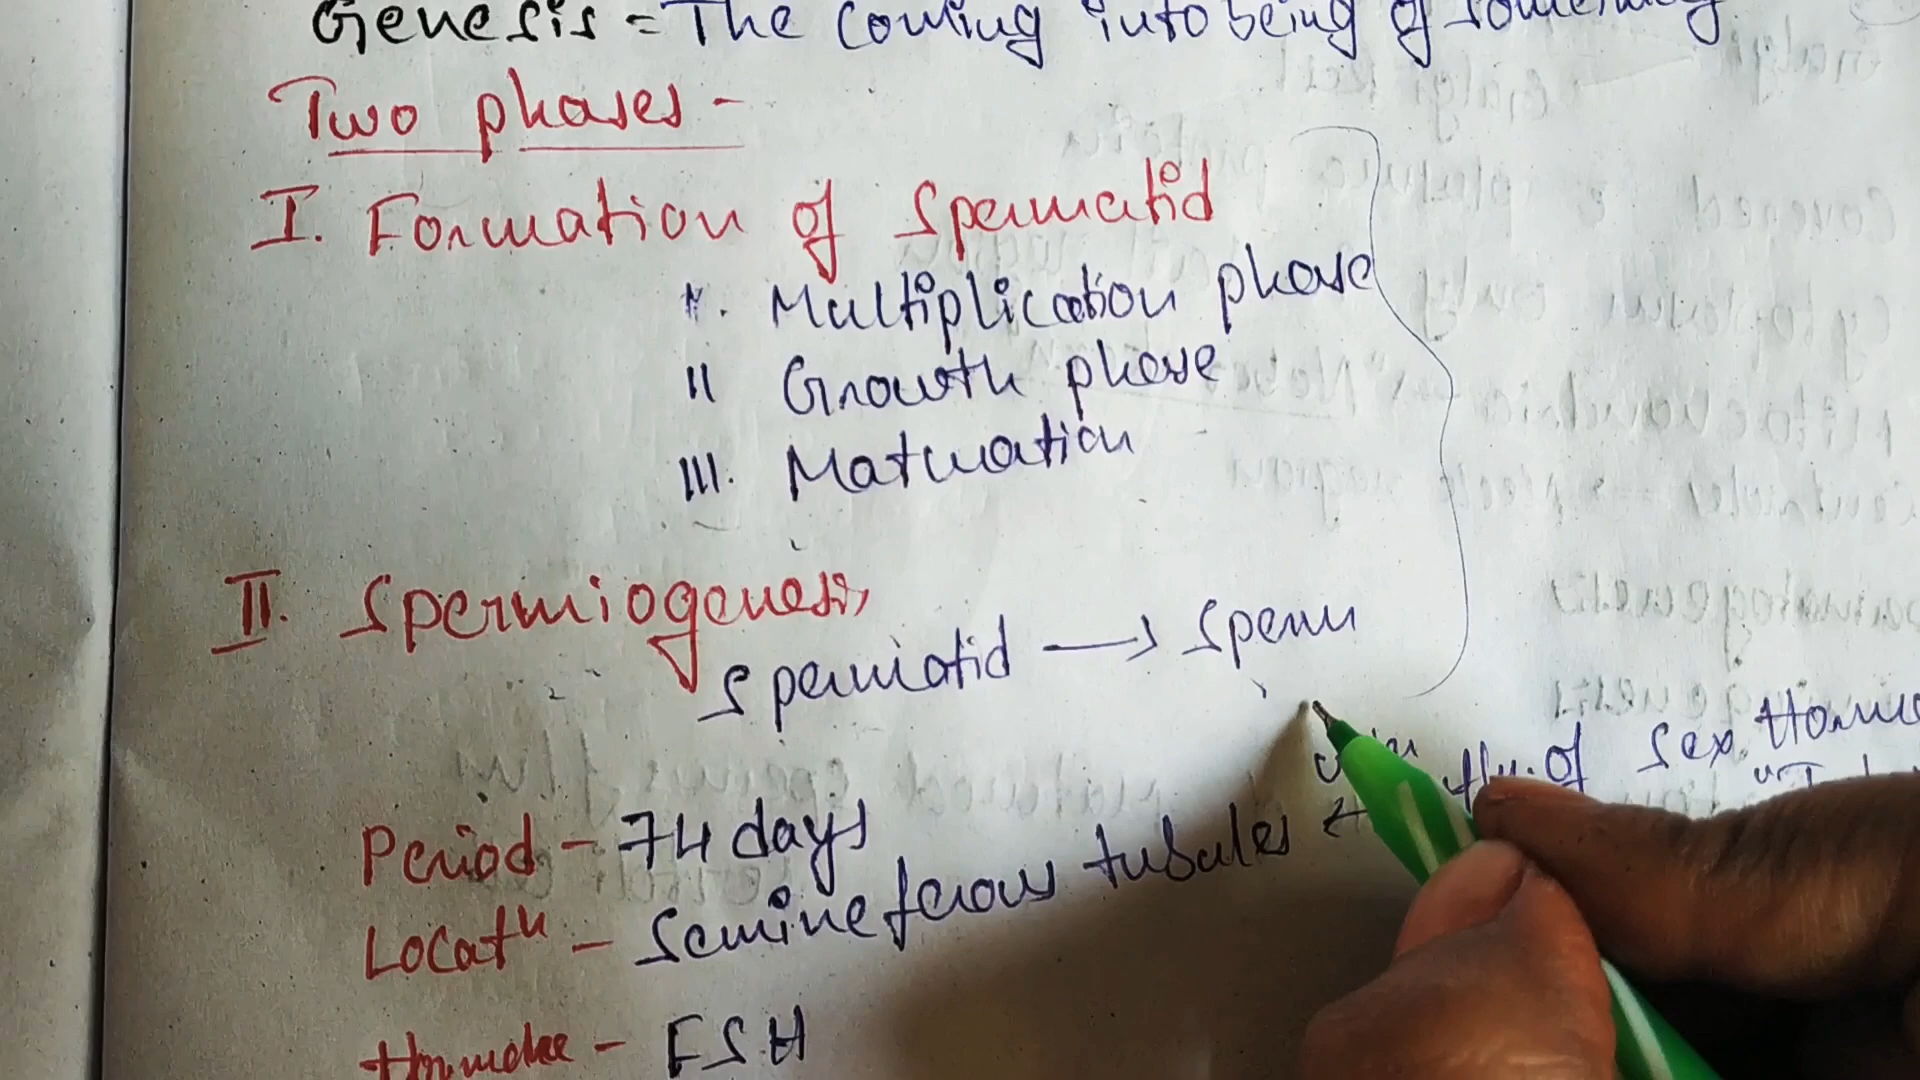 Genesis = The coming into being of something
Two phases -
I. Formation of Spermatid
I. Multiplication phase
II Growth phase
III. Maturation
II. Spermiogenesis
Spermatid → Sperm
of Sex Hormo
Period - 74 days
Locatn - Semineferous tubules
Hormone - FSH